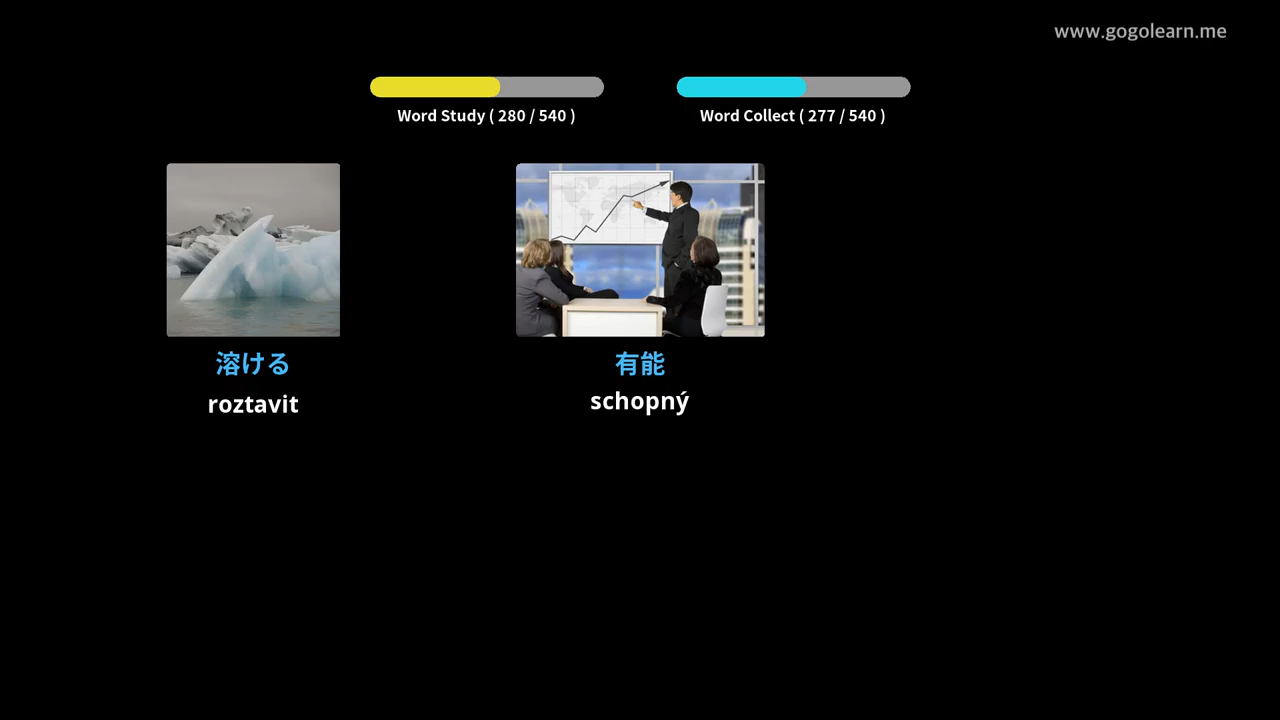 www.gogolearn.me
Word Study ( 280 / 540 )
Word Collect ( 277 / 540 )
溶ける
roztavit
有能
schopný